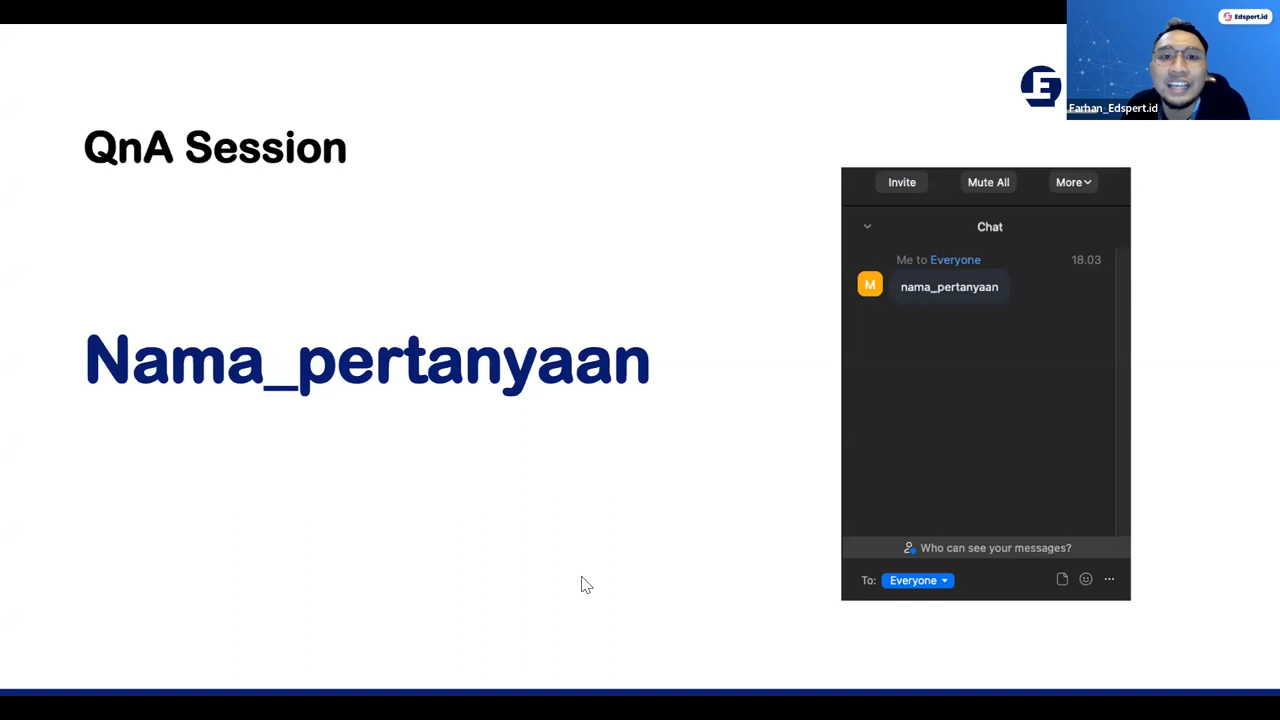 Edspert.id
Farhan_Edspert.id
QnA Session
Nama_pertanyaan
Invite
Mute All
More
Chat
Me to Everyone
18.03
M
nama_pertanyaan
Who can see your messages?
To: Everyone